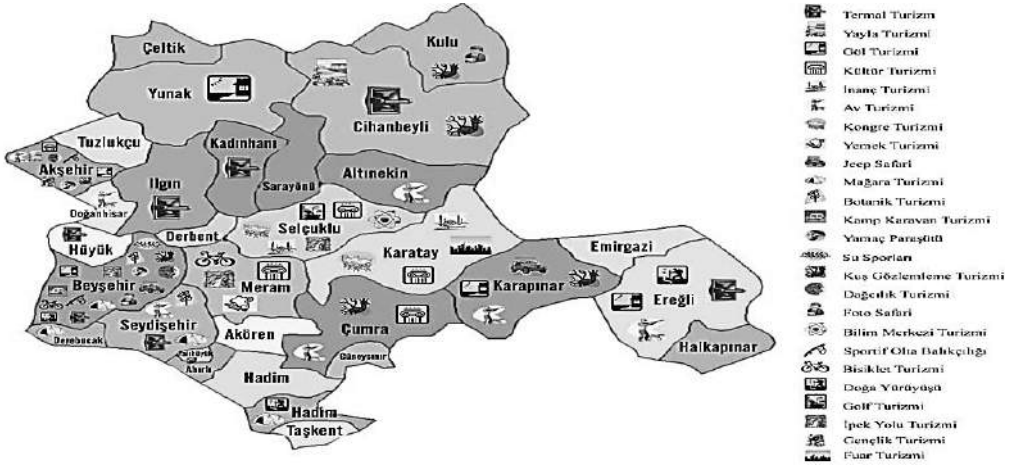 Çeltik
Kulu
Yunak
Cihanbeyli
Tuzlukçu
Kadınhanı
Akşehir
Ilgın
Sarayönü
Altınekin
Doğanhisar
Hüyük
Derbent
Selçuklu
Karatay
Emirgazi
Beyşehir
Meram
Karapınar
Ereğli
Seydişehir
Akören
Çumra
Halkapınar
Derebucak
Ahırlı
Güneysınır
Hadim
Hadim
Taşkent
Termal Turizm
Yayla Turizmi
Göl Turizmi
Kültür Turizmi
İnanç Turizmi
Av Turizmi
Kongre Turizmi
Yemek Turizmi
Jeep Safari
Mağara Turizmi
Botanik Turizmi
Kamp Karavan Turizmi
Yamaç Paraşütü
Su Sporları
Kuş Gözlemleme Turizmi
Dağcılık Turizmi
Foto Safari
Bilim Merkezi Turizmi
Sportif Olta Balıkçılığı
Bisiklet Turizmi
Doğa Yürüyüşü
Golf Turizmi
İpek Yolu Turizmi
Gençlik Turizmi
Fuar Turizmi